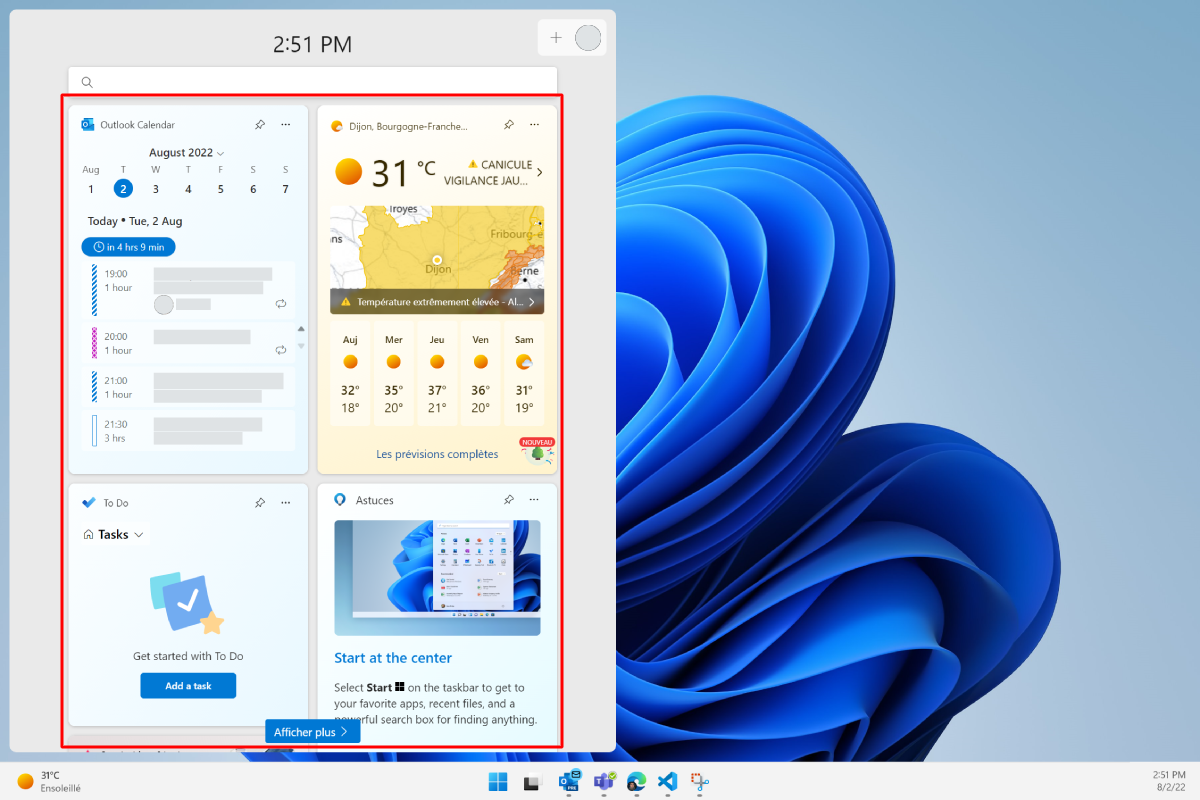 2:51 PM
Outlook Calendar
August 2022
Aug T W T F S S
1 2 3 4 5 6 7
Today • Tue, 2 Aug
in 4 hrs 9 min
19:00
1 hour
20:00
1 hour
21:00
1 hour
21:30
3 hrs
Dijon, Bourgogne-Franche...
31 °C
CANICULE
VIGILANCE JAU...
Troyes
Fribourg
Dijon
Berne
Température extrêmement élevée - Al...
Auj Mer Jeu Ven Sam
32° 35° 37° 36° 31°
18° 20° 21° 20° 19°
Les prévisions complètes
NOUVEAU
To Do
Tasks
Get started with To Do
Add a task
Astuces
Start at the center
Select Start on the taskbar to get to
your favorite apps, recent files, and a
powerful search box for finding anything.
Afficher plus
31°C
Ensoleillé
PRE
2:51 PM
8/2/22